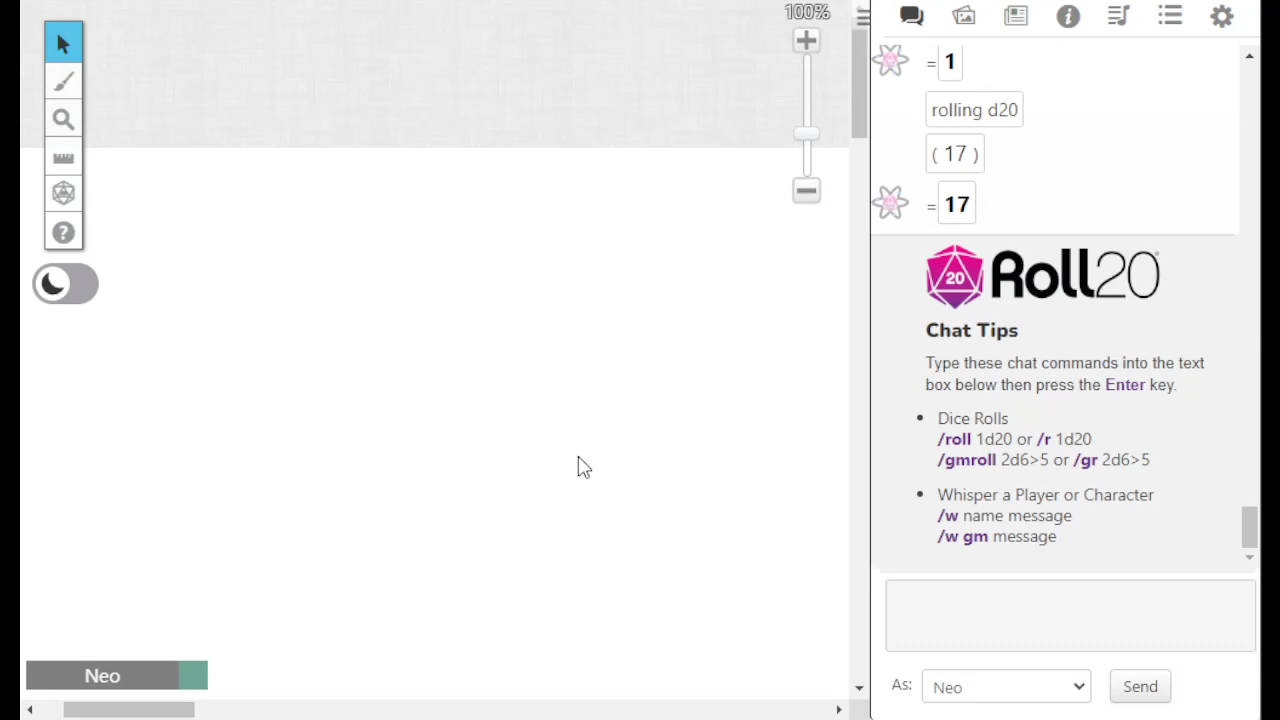 100%
= 1
rolling d20
( 17 )
= 17
20 Roll20
Chat Tips
Type these chat commands into the text
box below then press the Enter key.
Dice Rolls
/roll 1d20 or /r 1d20
/gmroll 2d6>5 or /gr 2d6>5
Whisper a Player or Character
/w name message
/w gm message
Neo
As: Neo Send